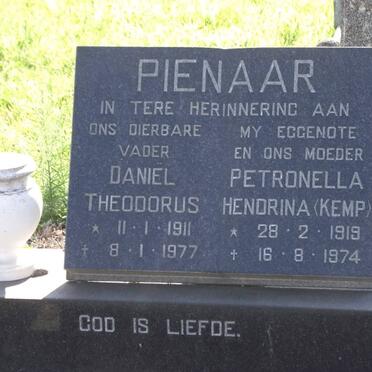 PIENAAR
IN TERE HERINNERING AAN
ONS DIERBARE
VADER
DANIEL
THEODORUS
* 11·1·1911
✝ 8·1·1977
MY EGGENOTE
EN ONS MOEDER
PETRONELLA
HENDRINA (KEMP)
* 28·2·1919
✝ 16·8·1974
GOD IS LIEFDE.